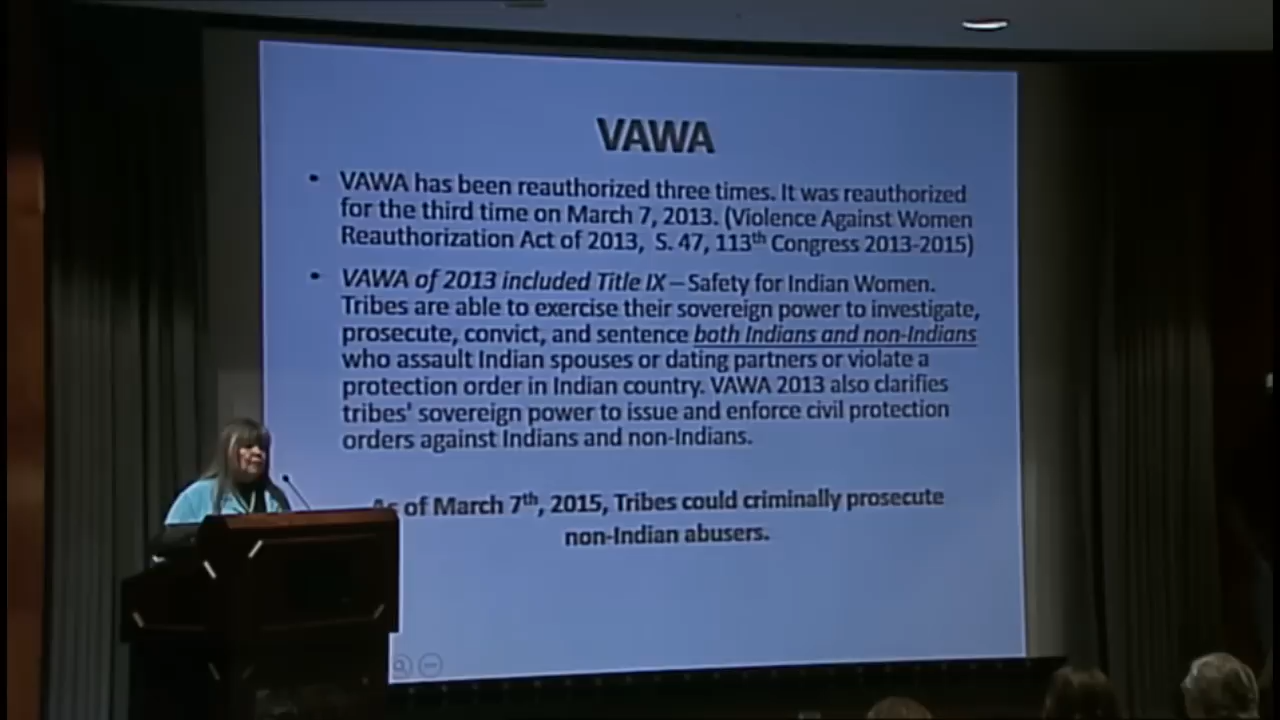 VAWA
• VAWA has been reauthorized three times. It was reauthorized
for the third time on March 7, 2013. (Violence Against Women
Reauthorization Act of 2013, S. 47, 113th Congress 2013-2015)
• VAWA of 2013 included Title IX – Safety for Indian Women.
Tribes are able to exercise their sovereign power to investigate,
prosecute, convict, and sentence both Indians and non-Indians
who assault Indian spouses or dating partners or violate a
protection order in Indian country. VAWA 2013 also clarifies
tribes' sovereign power to issue and enforce civil protection
orders against Indians and non-Indians.
As of March 7th, 2015, Tribes could criminally prosecute
non-Indian abusers.